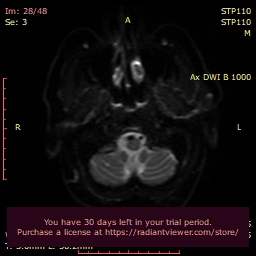 Im: 28/48
Se: 3
STP110
STP110
M
A
Ax DWI B 1000
R
L
You have 30 days left in your trial period.
Purchase a license at https://radiantviewer.com/store/